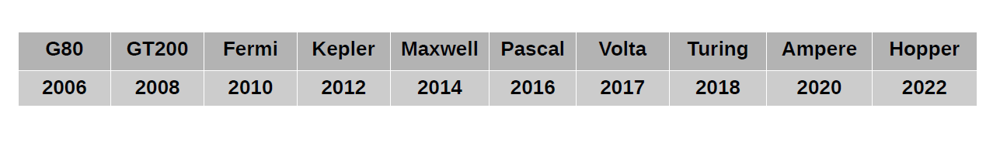 G80 GT200 Fermi Kepler Maxwell Pascal Volta Turing Ampere Hopper
2006 2008 2010 2012 2014 2016 2017 2018 2020 2022